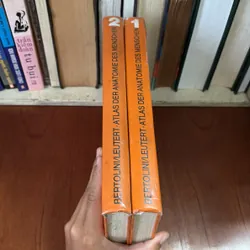 2
BERTOLINI/LEUTERT · ATLAS DER ANATOMIE DES MENSCHEN
1
BERTOLINI/LEUTERT · ATLAS DER ANATOMIE DES MENSCHEN